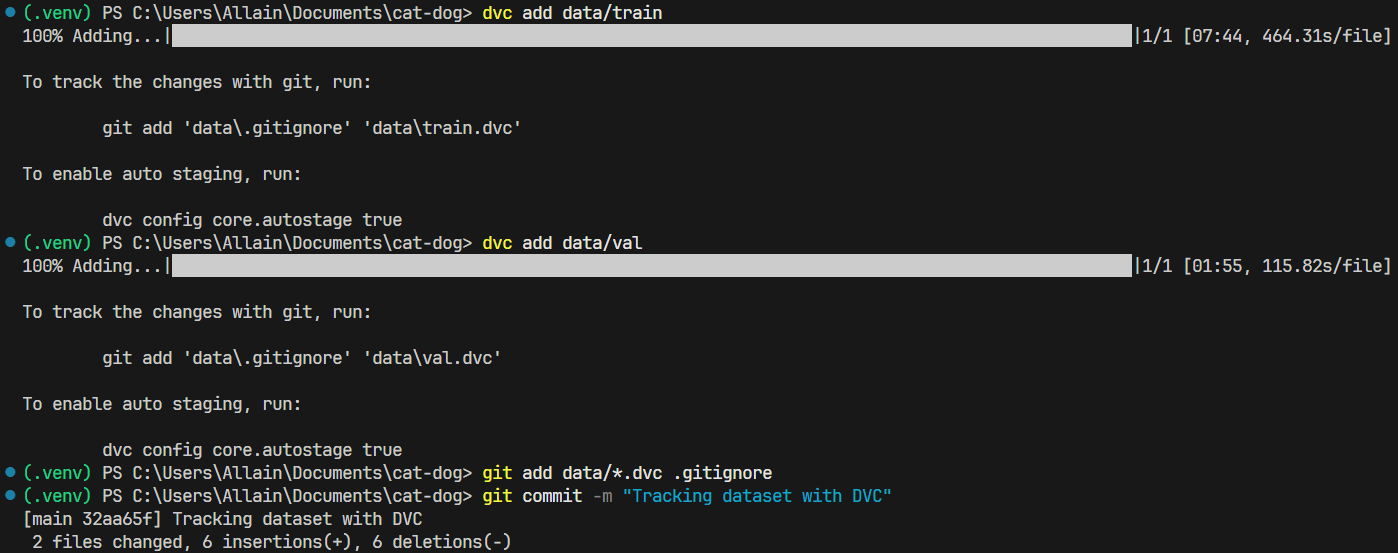 (.venv) PS C:\Users\Allain\Documents\cat-dog> dvc add data/train
100% Adding...| |1/1 [07:44, 464.31s/file]
To track the changes with git, run:
git add 'data\.gitignore' 'data\train.dvc'
To enable auto staging, run:
dvc config core.autostage true
(.venv) PS C:\Users\Allain\Documents\cat-dog> dvc add data/val
100% Adding...| |1/1 [01:55, 115.82s/file]
To track the changes with git, run:
git add 'data\.gitignore' 'data\val.dvc'
To enable auto staging, run:
dvc config core.autostage true
(.venv) PS C:\Users\Allain\Documents\cat-dog> git add data/*.dvc .gitignore
(.venv) PS C:\Users\Allain\Documents\cat-dog> git commit -m "Tracking dataset with DVC"
[main 32aa65f] Tracking dataset with DVC
2 files changed, 6 insertions(+), 6 deletions(-)